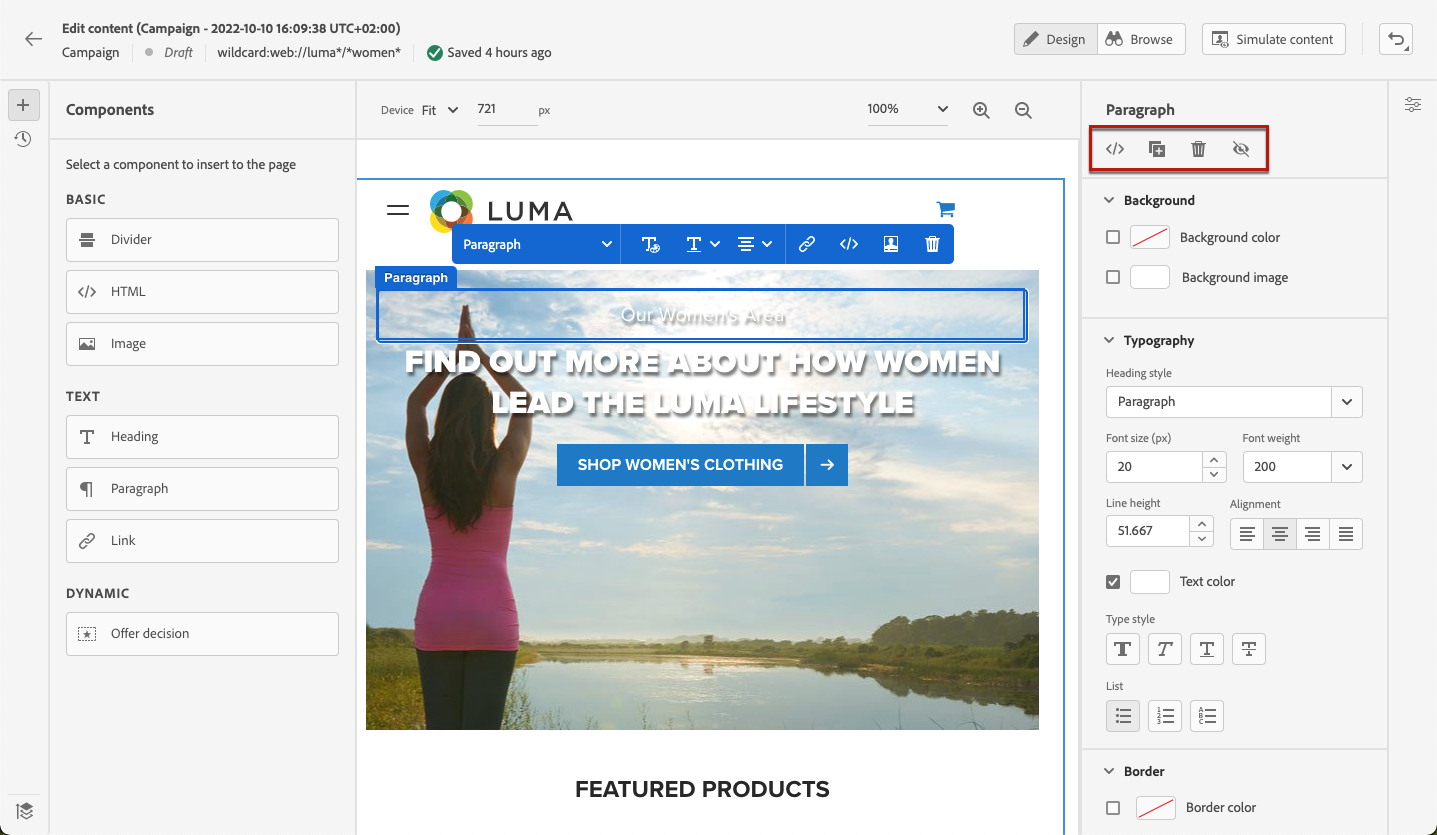 Edit content (Campaign - 2022-10-10 16:09:38 UTC+02:00)
Campaign
Draft
wildcard:web://luma*/*women*
Saved 4 hours ago
Design
Browse
Simulate content
Components
Select a component to insert to the page
BASIC
Divider
HTML
Image
TEXT
Heading
Paragraph
Link
DYNAMIC
Offer decision
Device
Fit
721
px
100%
LUMA
Paragraph
Paragraph
Our Women's Area
FIND OUT MORE ABOUT HOW WOMEN
LEAD THE LUMA LIFESTYLE
SHOP WOMEN'S CLOTHING
FEATURED PRODUCTS
Paragraph
Background
Background color
Background image
Typography
Heading style
Paragraph
Font size (px)
Font weight
20
200
Line height
Alignment
51.667
Text color
Type style
List
Border
Border color